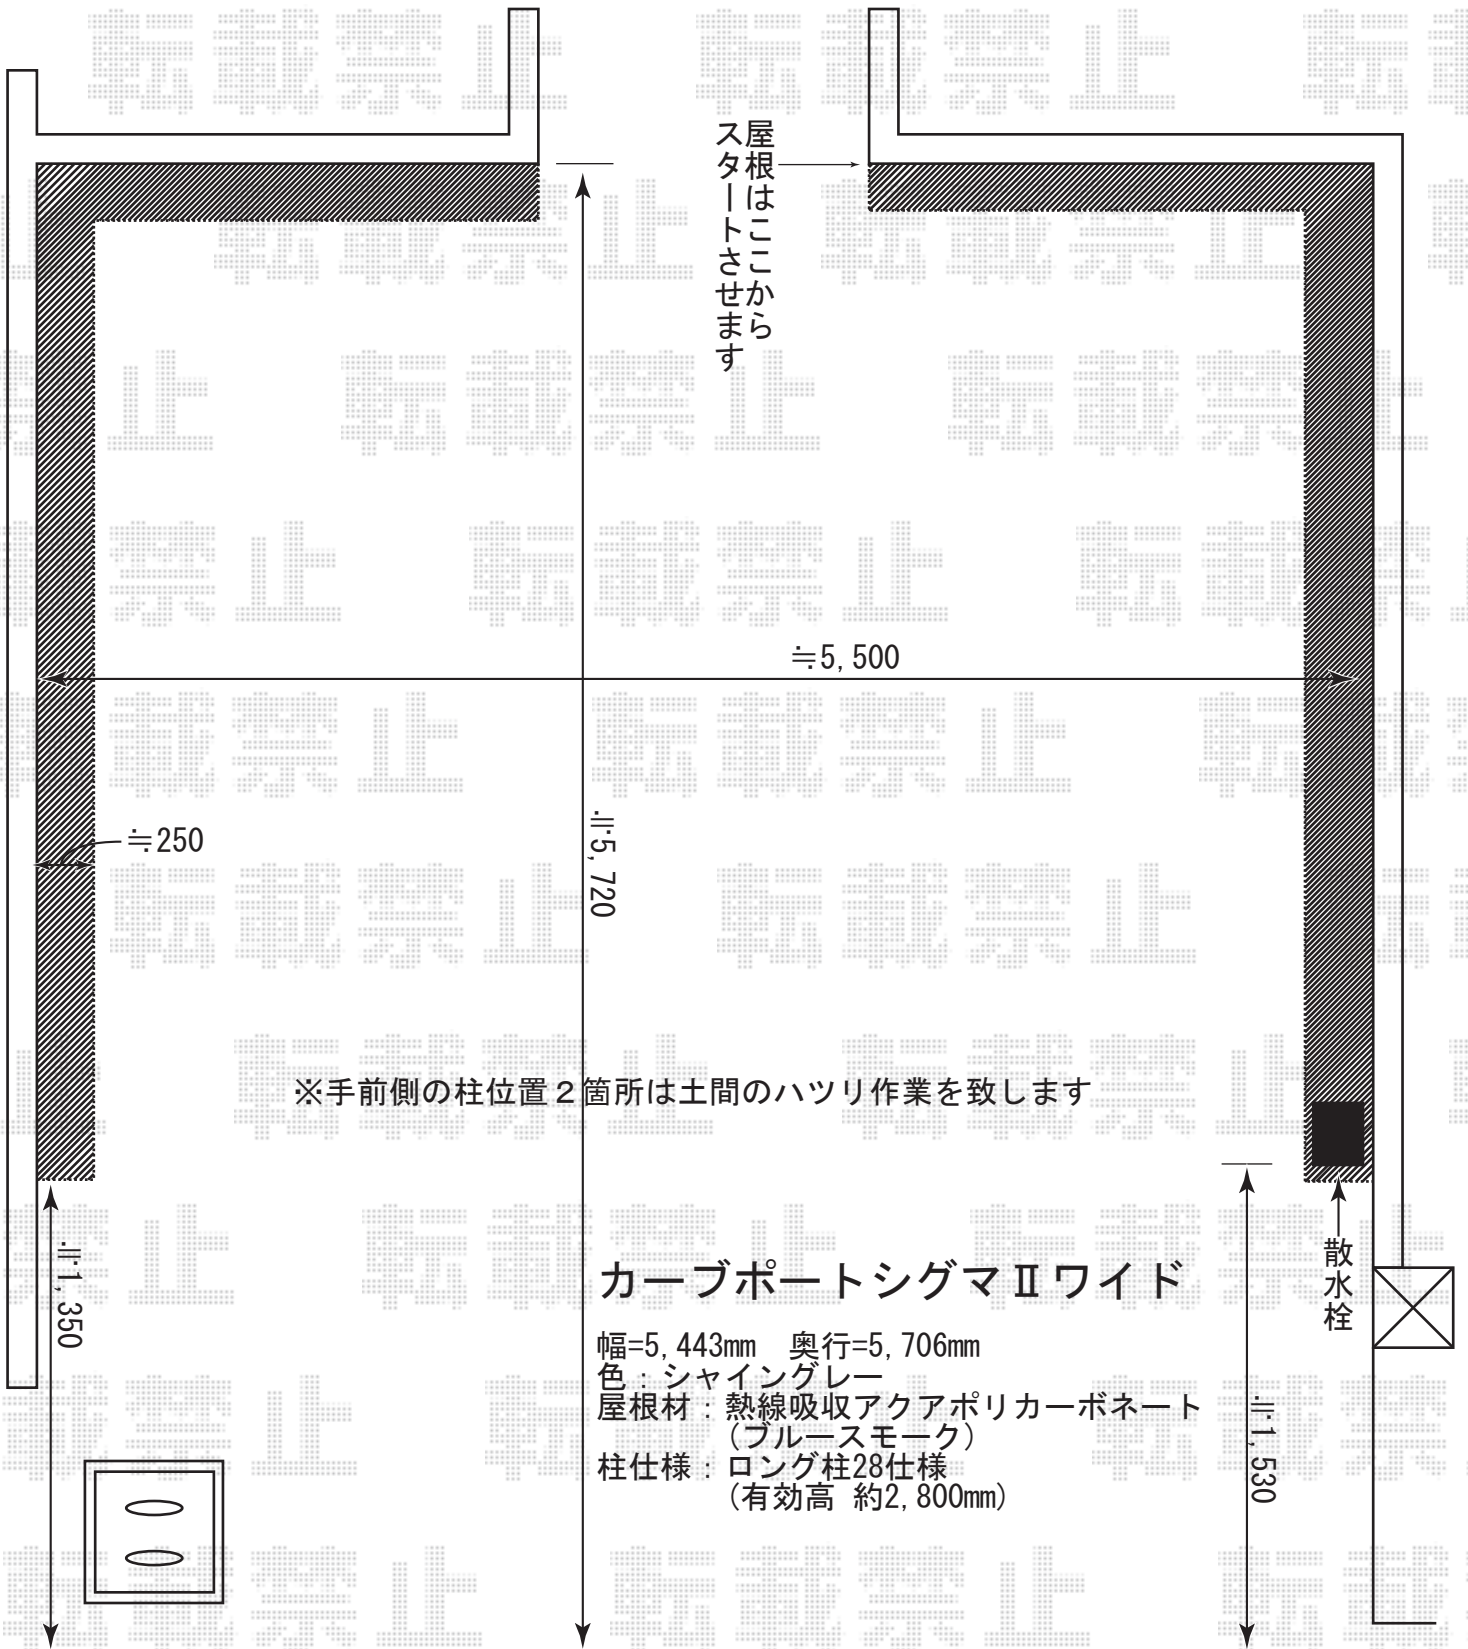 屋根はここから
スタートさせます
≒5,500
≒250
≒5,720
※手前側の柱位置２箇所は土間のハツリ作業を致します
≒1,350
散水栓
カーブポートシグマⅡワイド
幅=5,443mm　奥行=5,706mm
色：シャイングレー
屋根材：熱線吸収アクアポリカーボネート
（ブルースモーク）
柱仕様：ロング柱28仕様
（有効高 約2,800mm）
≒1,530
転載禁止